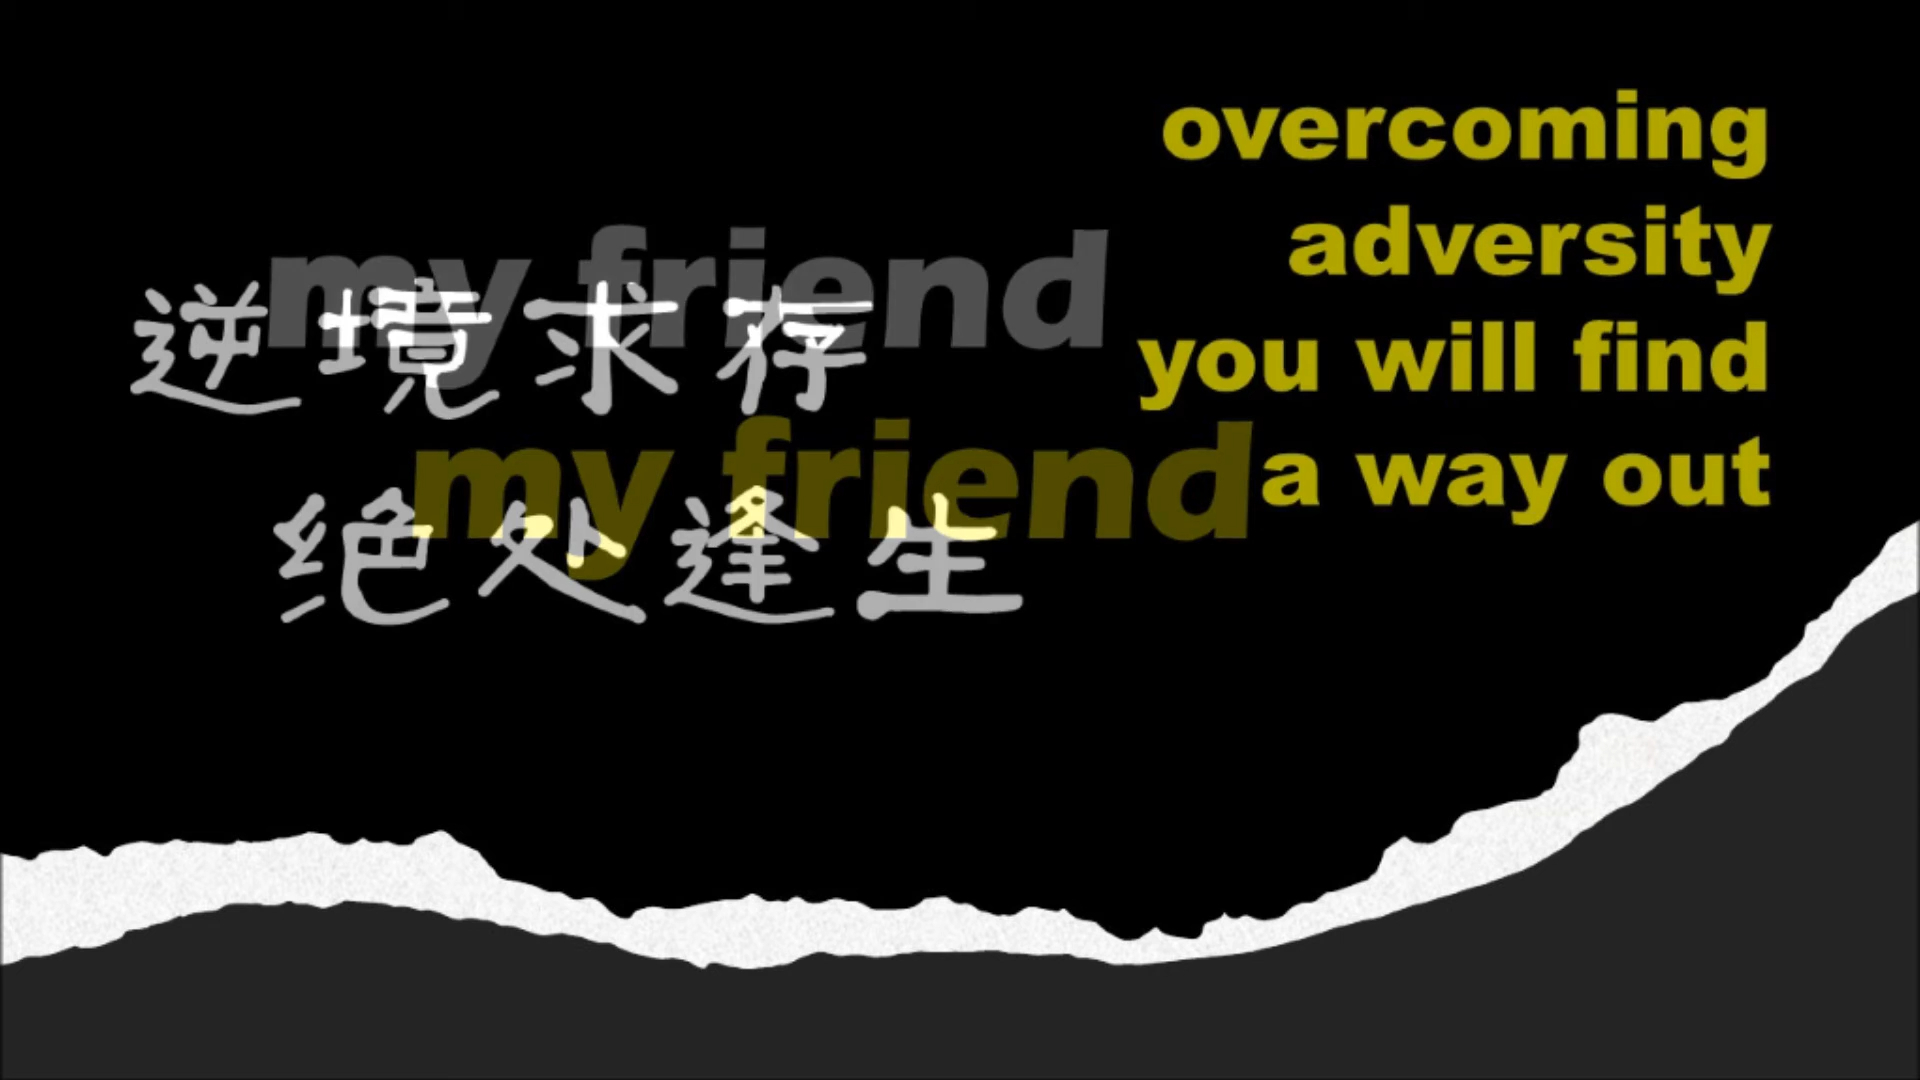 my friend
逆境求存
my friend
绝处逢生
overcoming
adversity
you will find
a way out